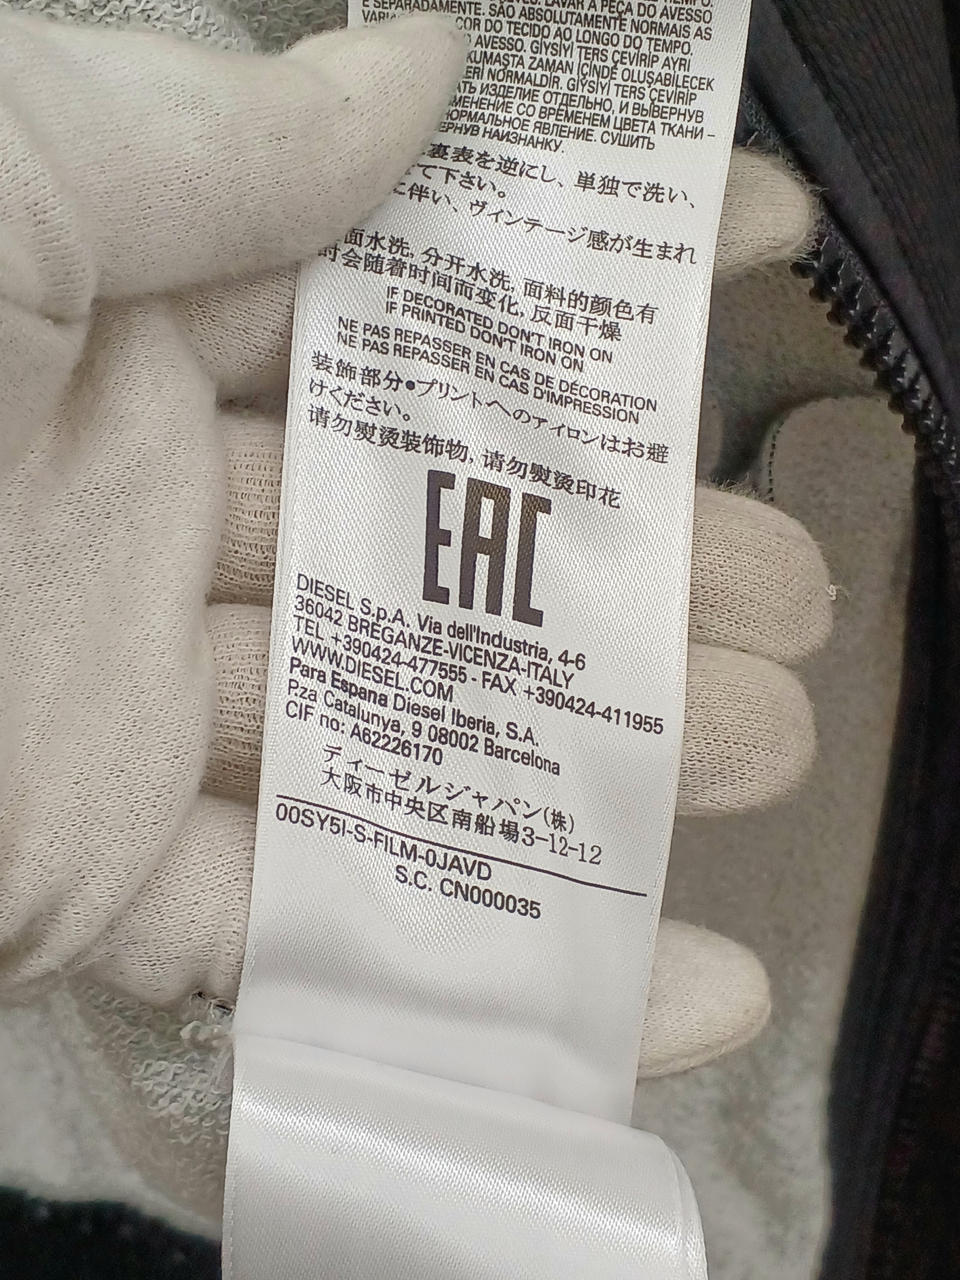 LAVAR A PEÇA DO AVESSO
E SEPARADAMENTE. SÃO ABSOLUTAMENTE NORMAIS AS
COR DO TECIDO AO LONGO DO TEMPO.
AVESSO. GİYSİYİ TERS ÇEVİRİP AYRI
KUMAŞTA ZAMAN İÇİNDE OLUŞABİLECEK
NORMALDİR. GİYSİYİ TERS ÇEVİRİP
ИЗДЕЛИЕ ОТДЕЛЬНО, И ВЫВЕРНУВ
СО ВРЕМЕНЕМ ЦВЕТА ТКАНИ –
ЯВЛЕНИЕ. СУШИТЬ
НАИЗНАНКУ.
裏表を逆にし、単独で洗い、
て下さい。
に伴い、ヴィンテージ感が生まれ
面水洗, 分开水洗, 面料的颜色有
时会随着时间而变化, 反面干燥
IF DECORATED DON'T IRON ON
IF PRINTED DON'T IRON ON
NE PAS REPASSER EN CAS DE DÉCORATION
NE PAS REPASSER EN CAS D'IMPRESSION
装飾部分●プリントへのアイロンはお避
けください。
请勿熨烫装饰物, 请勿熨烫印花
EAC
DIESEL S.p.A. Via dell'Industria, 4-6
36042 BREGANZE-VICENZA-ITALY
TEL +390424-477555 - FAX +390424-411955
WWW.DIESEL.COM
Para Espana Diesel Iberia, S.A.
P.za Catalunya, 9 08002 Barcelona
CIF no: A62226170
ディーゼルジャパン(株)
大阪市中央区南船場3-12-12
00SY5I-S-FILM-0JAVD
S.C. CN000035